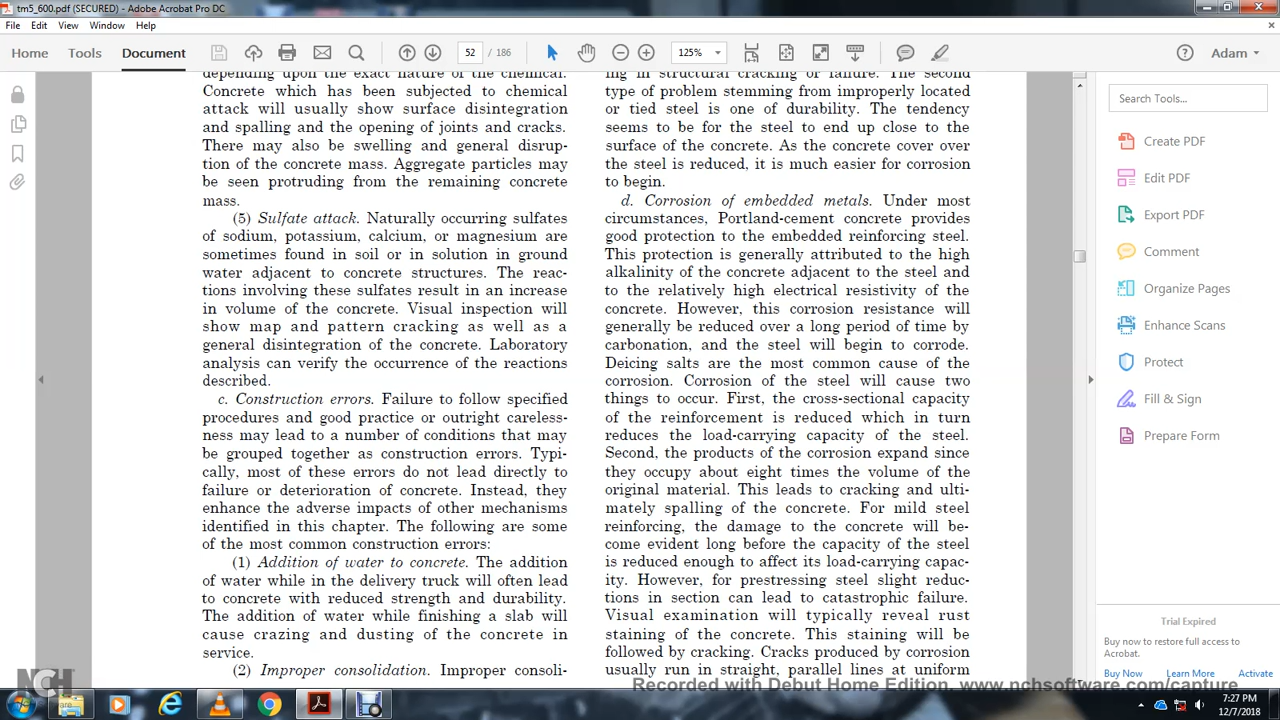 tm5_600.pdf (SECURED) - Adobe Acrobat Pro DC
File Edit View Window Help
Home Tools Document
52 / 186
125%
Adam
depending upon the exact nature of the chemical.
Concrete which has been subjected to chemical
attack will usually show surface disintegration
and spalling and the opening of joints and cracks.
There may also be swelling and general disrup-
tion of the concrete mass. Aggregate particles may
be seen protruding from the remaining concrete
mass.
(5) Sulfate attack. Naturally occurring sulfates
of sodium, potassium, calcium, or magnesium are
sometimes found in soil or in solution in ground
water adjacent to concrete structures. The reac-
tions involving these sulfates result in an increase
in volume of the concrete. Visual inspection will
show map and pattern cracking as well as a
general disintegration of the concrete. Laboratory
analysis can verify the occurrence of the reactions
described.
c. Construction errors. Failure to follow specified
procedures and good practice or outright careless-
ness may lead to a number of conditions that may
be grouped together as construction errors. Typi-
cally, most of these errors do not lead directly to
failure or deterioration of concrete. Instead, they
enhance the adverse impacts of other mechanisms
identified in this chapter. The following are some
of the most common construction errors:
(1) Addition of water to concrete. The addition
of water while in the delivery truck will often lead
to concrete with reduced strength and durability.
The addition of water while finishing a slab will
cause crazing and dusting of the concrete in
service.
(2) Improper consolidation. Improper consoli-
ing in structural cracking or failure. The second
type of problem stemming from improperly located
or tied steel is one of durability. The tendency
seems to be for the steel to end up close to the
surface of the concrete. As the concrete cover over
the steel is reduced, it is much easier for corrosion
to begin.
d. Corrosion of embedded metals. Under most
circumstances, Portland-cement concrete provides
good protection to the embedded reinforcing steel.
This protection is generally attributed to the high
alkalinity of the concrete adjacent to the steel and
to the relatively high electrical resistivity of the
concrete. However, this corrosion resistance will
generally be reduced over a long period of time by
carbonation, and the steel will begin to corrode.
Deicing salts are the most common cause of the
corrosion. Corrosion of the steel will cause two
things to occur. First, the cross-sectional capacity
of the reinforcement is reduced which in turn
reduces the load-carrying capacity of the steel.
Second, the products of the corrosion expand since
they occupy about eight times the volume of the
original material. This leads to cracking and ulti-
mately spalling of the concrete. For mild steel
reinforcing, the damage to the concrete will be-
come evident long before the capacity of the steel
is reduced enough to affect its load-carrying capac-
ity. However, for prestressing steel slight reduc-
tions in section can lead to catastrophic failure.
Visual examination will typically reveal rust
staining of the concrete. This staining will be
followed by cracking. Cracks produced by corrosion
usually run in straight, parallel lines at uniform
Search Tools...
Create PDF
Edit PDF
Export PDF
Comment
Organize Pages
Enhance Scans
Protect
Fill & Sign
Prepare Form
Trial Expired
Buy now to restore full access to
Acrobat.
Buy Now Learn More Activate
NCH
Recorded with Debut Home Edition. www.nchsoftware.com/capture
7:27 PM
12/7/2018